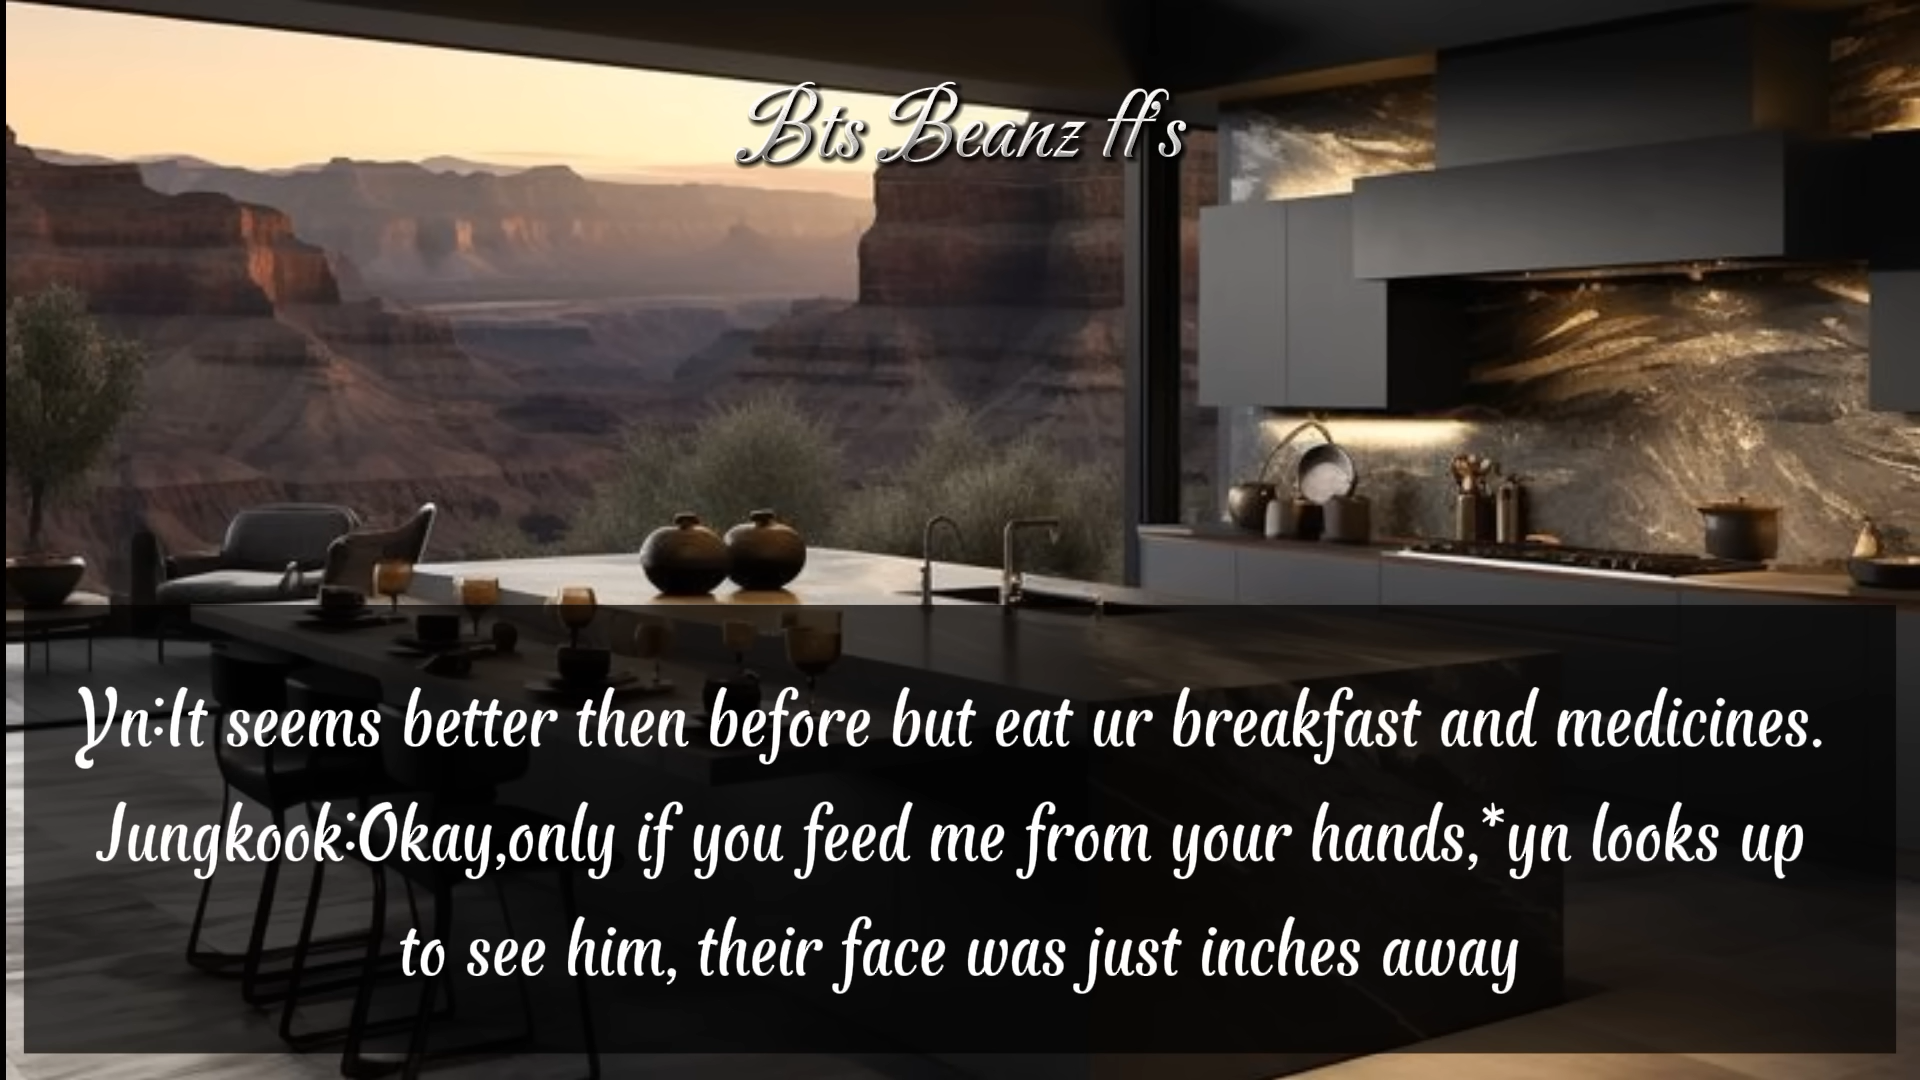 Bts Beanz ff's
Yn:It seems better then before but eat ur breakfast and medicines.
Jungkook:Okay,only if you feed me from your hands,*yn looks up
to see him, their face was just inches away